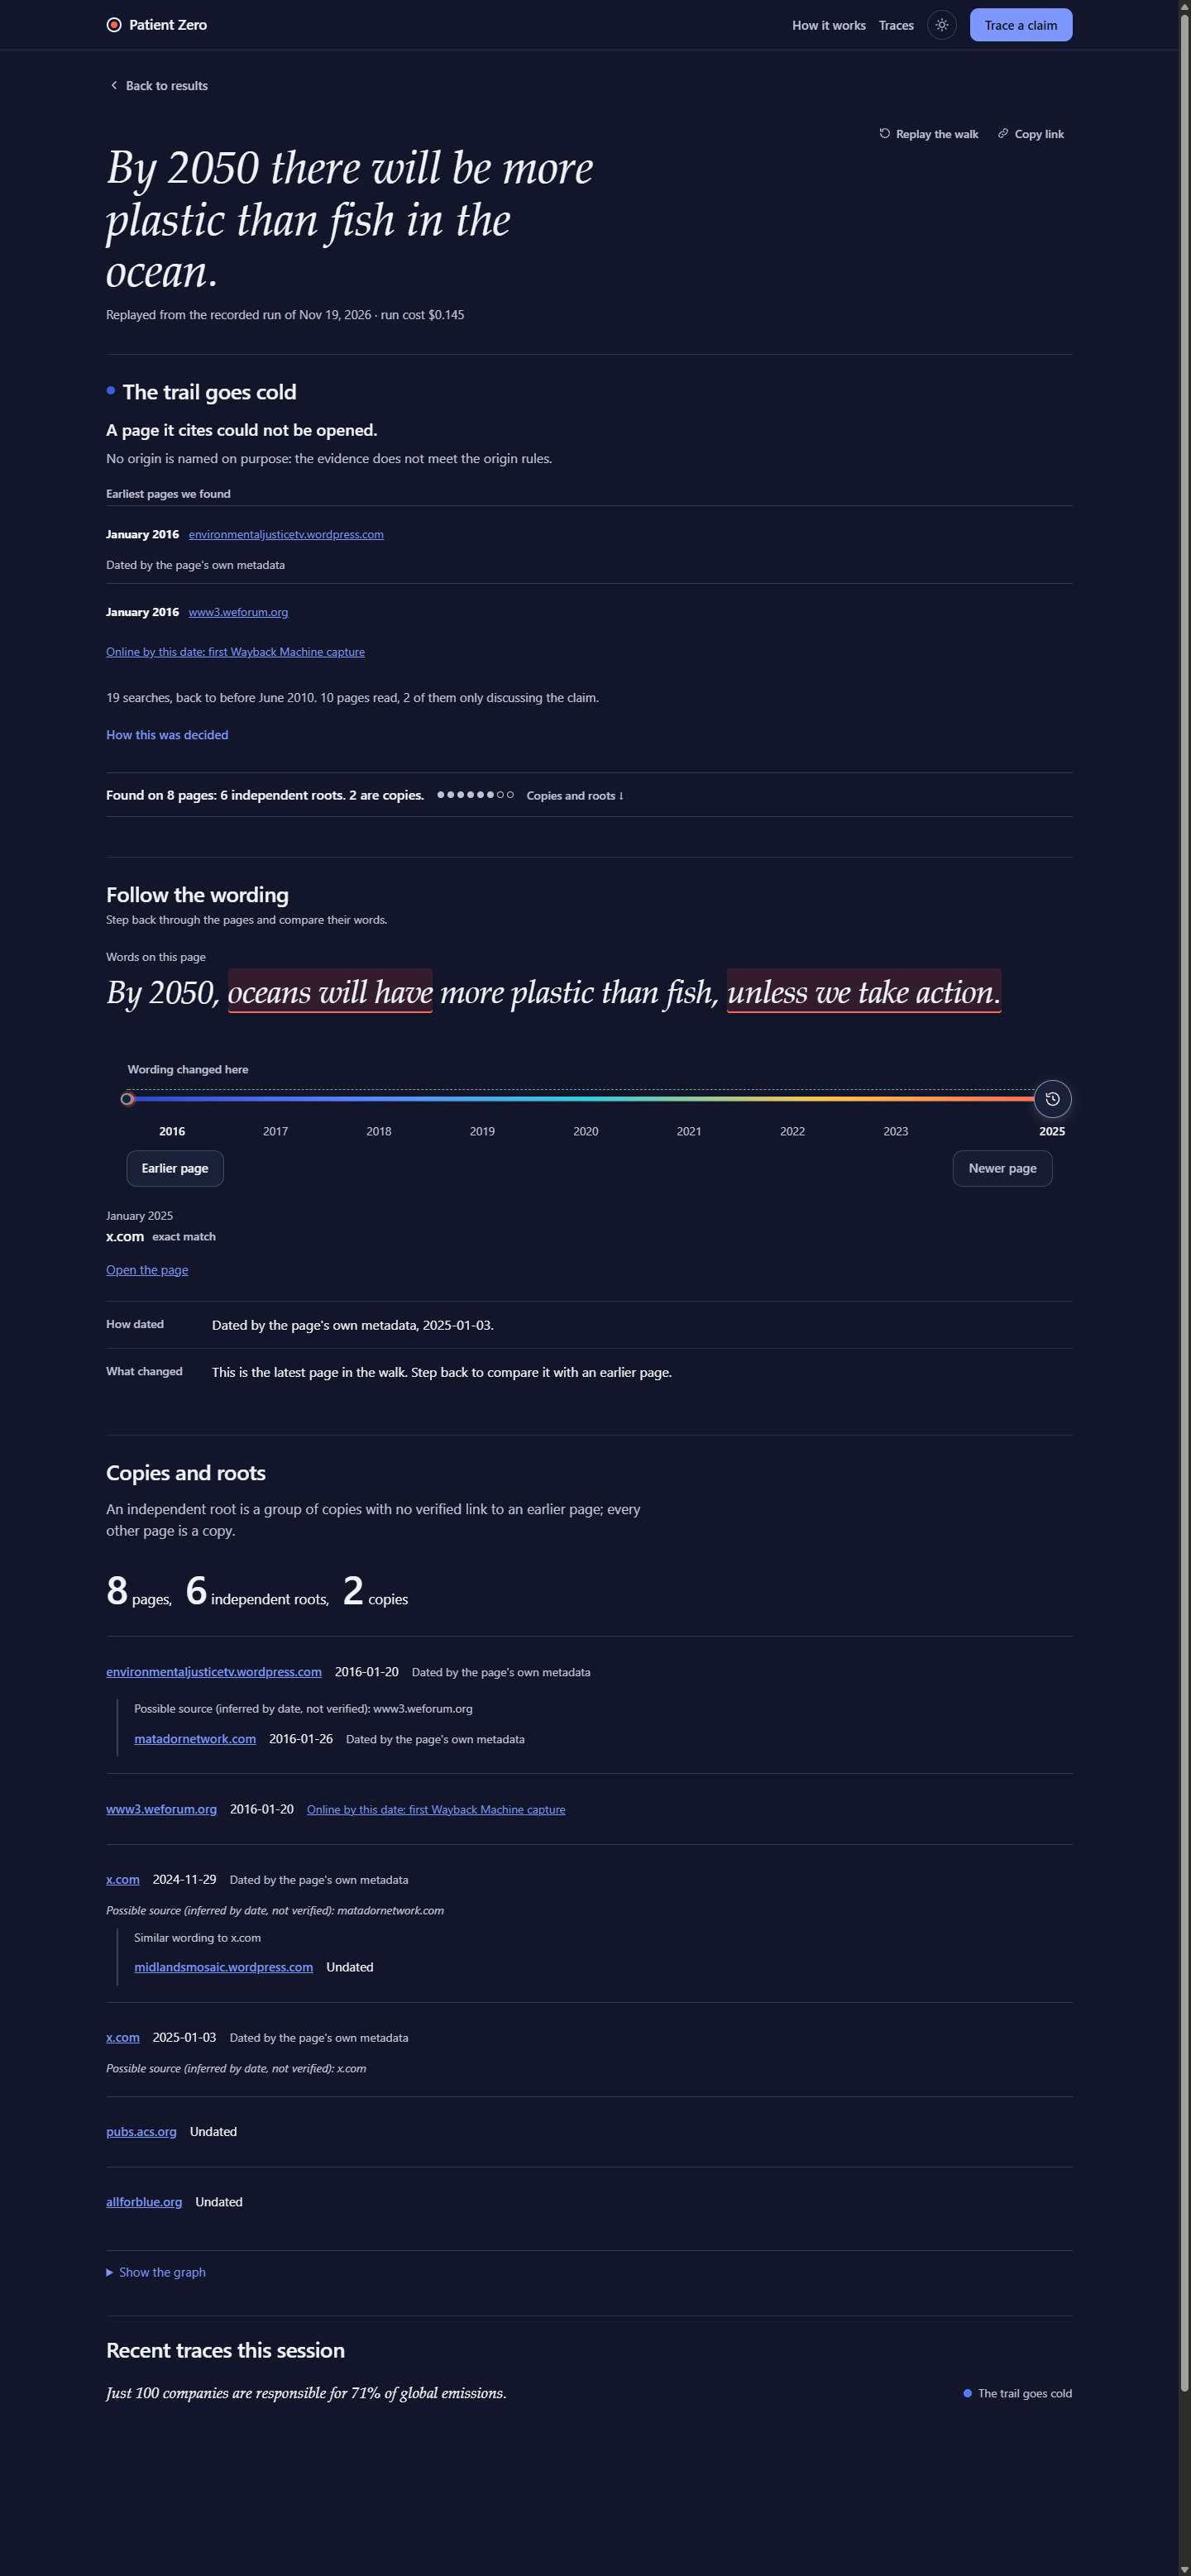 Patient Zero
How it works
Traces
Trace a claim
Back to results
Replay the walk
Copy link
By 2050 there will be more
plastic than fish in the
ocean.
Replayed from the recorded run of Nov 19, 2026 · run cost $0.145
The trail goes cold
A page it cites could not be opened.
No origin is named on purpose: the evidence does not meet the origin rules.
Earliest pages we found
January 2016 environmentaljusticetv.wordpress.com
Dated by the page's own metadata
January 2016 www3.weforum.org
Online by this date: first Wayback Machine capture
19 searches, back to before June 2010. 10 pages read, 2 of them only discussing the claim.
How this was decided
Found on 8 pages: 6 independent roots. 2 are copies. Copies and roots ↓
Follow the wording
Step back through the pages and compare their words.
Words on this page
By 2050, oceans will have more plastic than fish, unless we take action.
Wording changed here
2016 2017 2018 2019 2020 2021 2022 2023 2025
Earlier page
Newer page
January 2025
x.com exact match
Open the page
How dated Dated by the page's own metadata, 2025-01-03.
What changed This is the latest page in the walk. Step back to compare it with an earlier page.
Copies and roots
An independent root is a group of copies with no verified link to an earlier page; every
other page is a copy.
8 pages, 6 independent roots, 2 copies
environmentaljusticetv.wordpress.com 2016-01-20 Dated by the page's own metadata
Possible source (inferred by date, not verified): www3.weforum.org
matadornetwork.com 2016-01-26 Dated by the page's own metadata
www3.weforum.org 2016-01-20 Online by this date: first Wayback Machine capture
x.com 2024-11-29 Dated by the page's own metadata
Possible source (inferred by date, not verified): matadornetwork.com
Similar wording to x.com
midlandsmosaic.wordpress.com Undated
x.com 2025-01-03 Dated by the page's own metadata
Possible source (inferred by date, not verified): x.com
pubs.acs.org Undated
allforblue.org Undated
Show the graph
Recent traces this session
Just 100 companies are responsible for 71% of global emissions. The trail goes cold